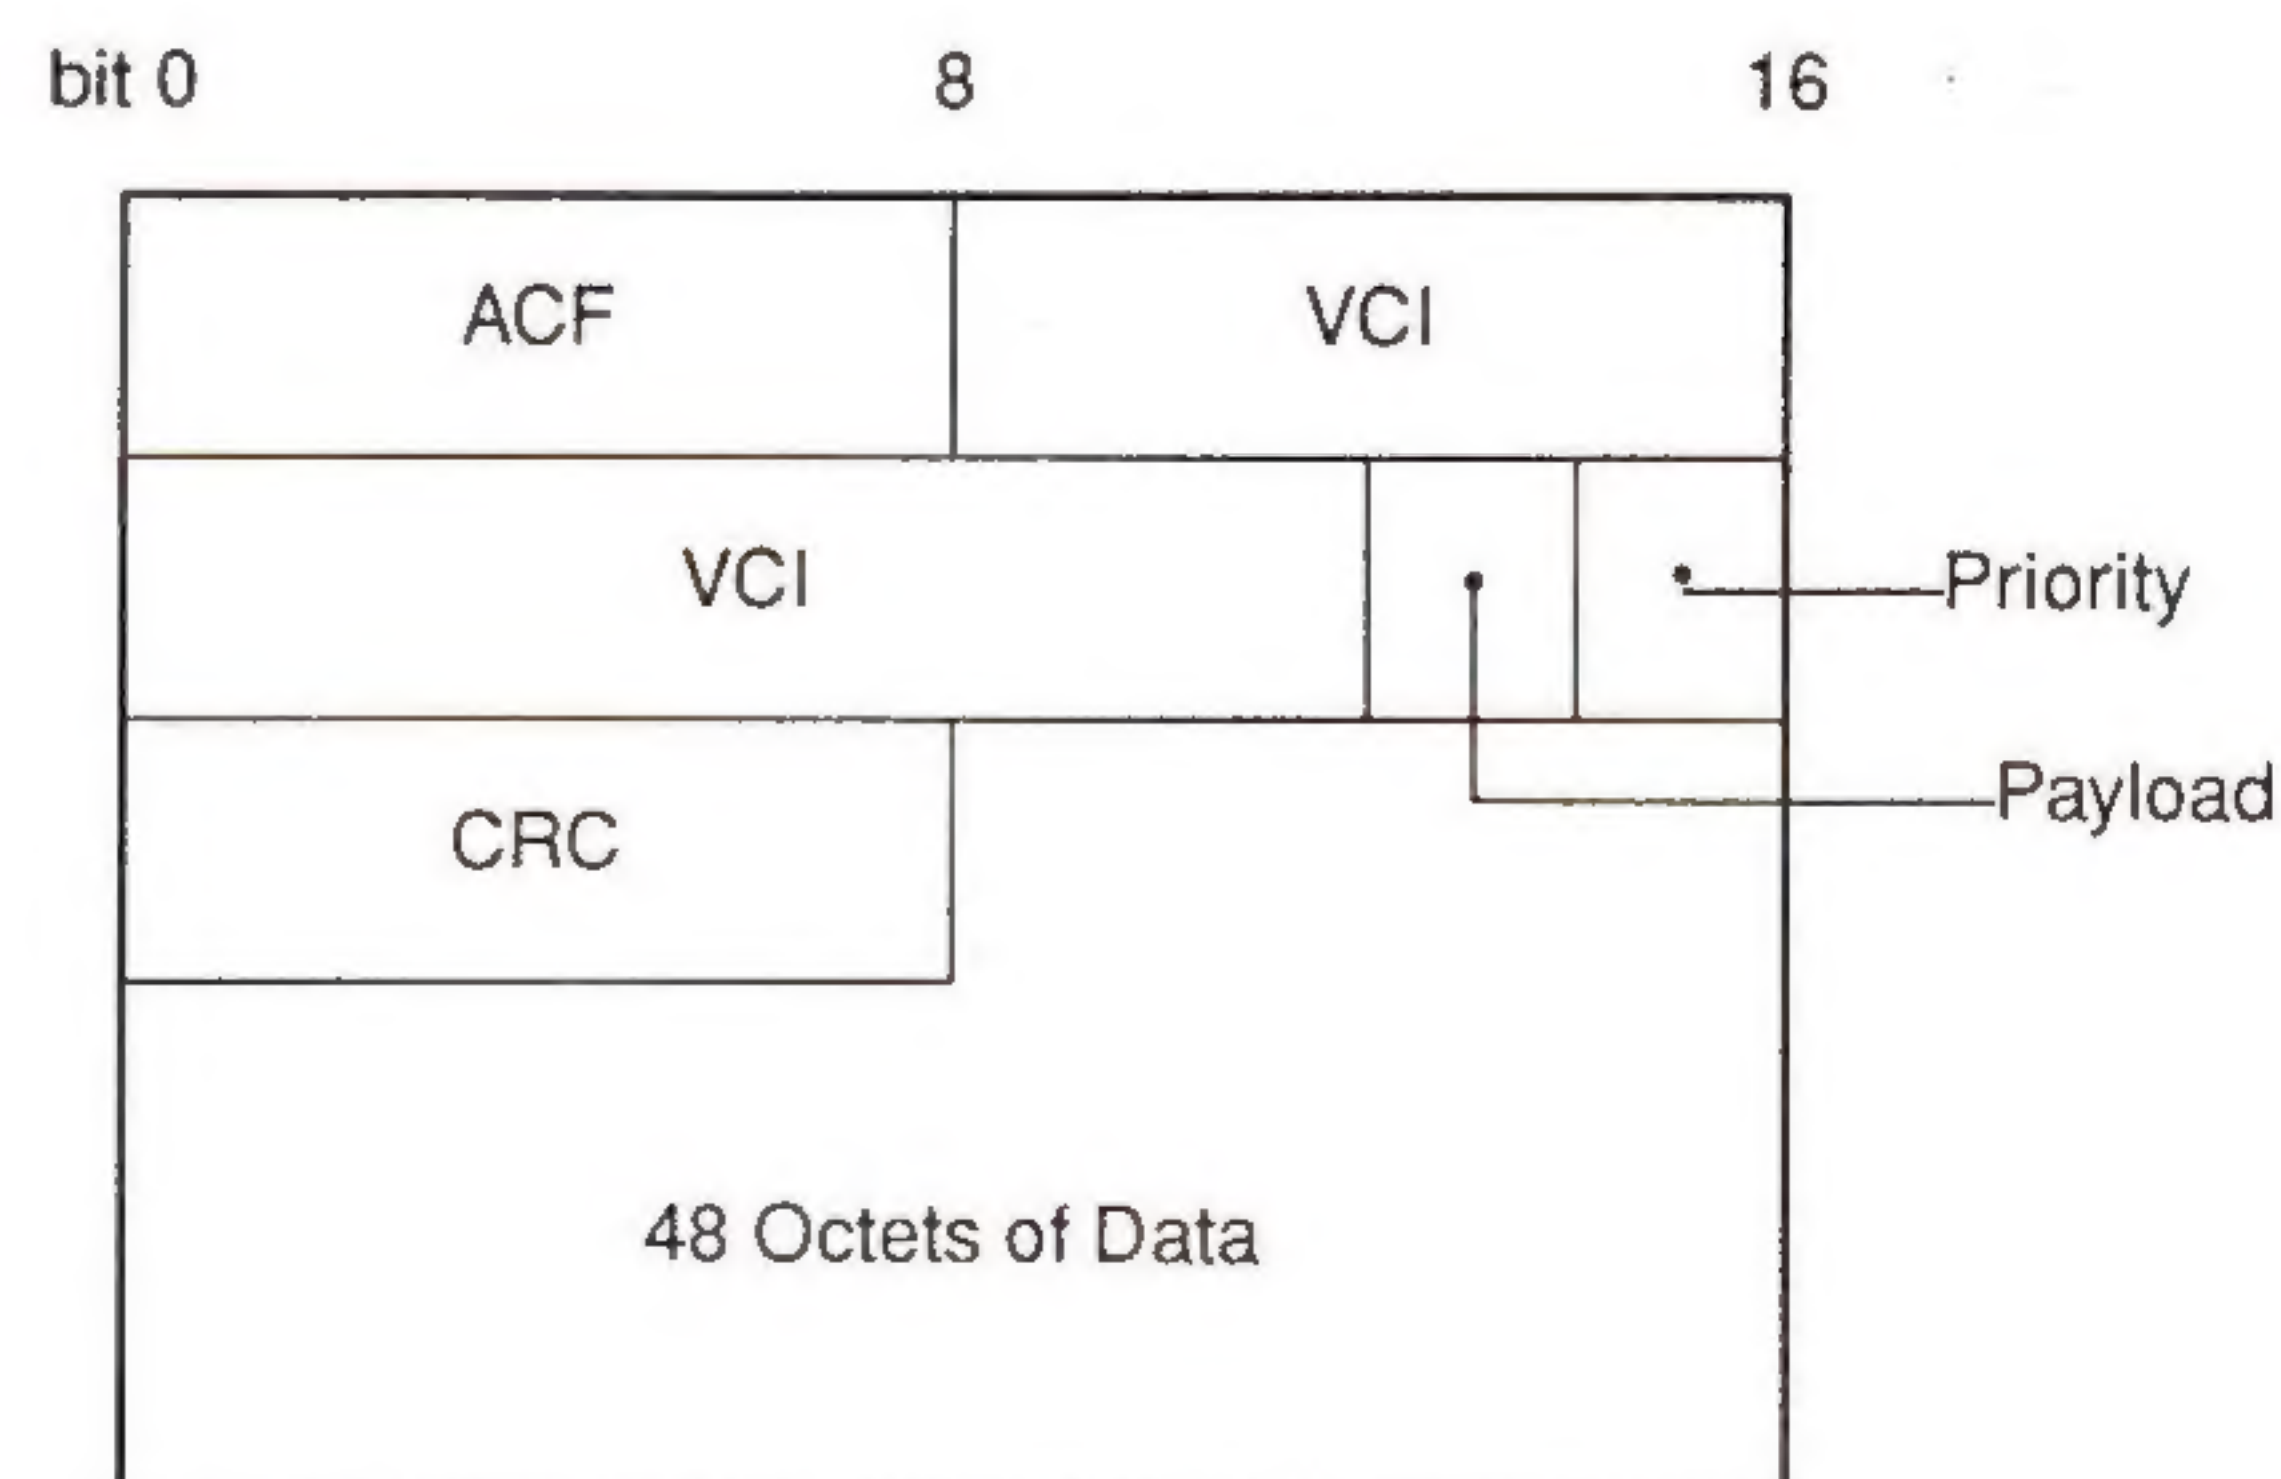 bit 0 8 16
ACF VCI
VCI
Priority
Payload
CRC
48 Octets of Data